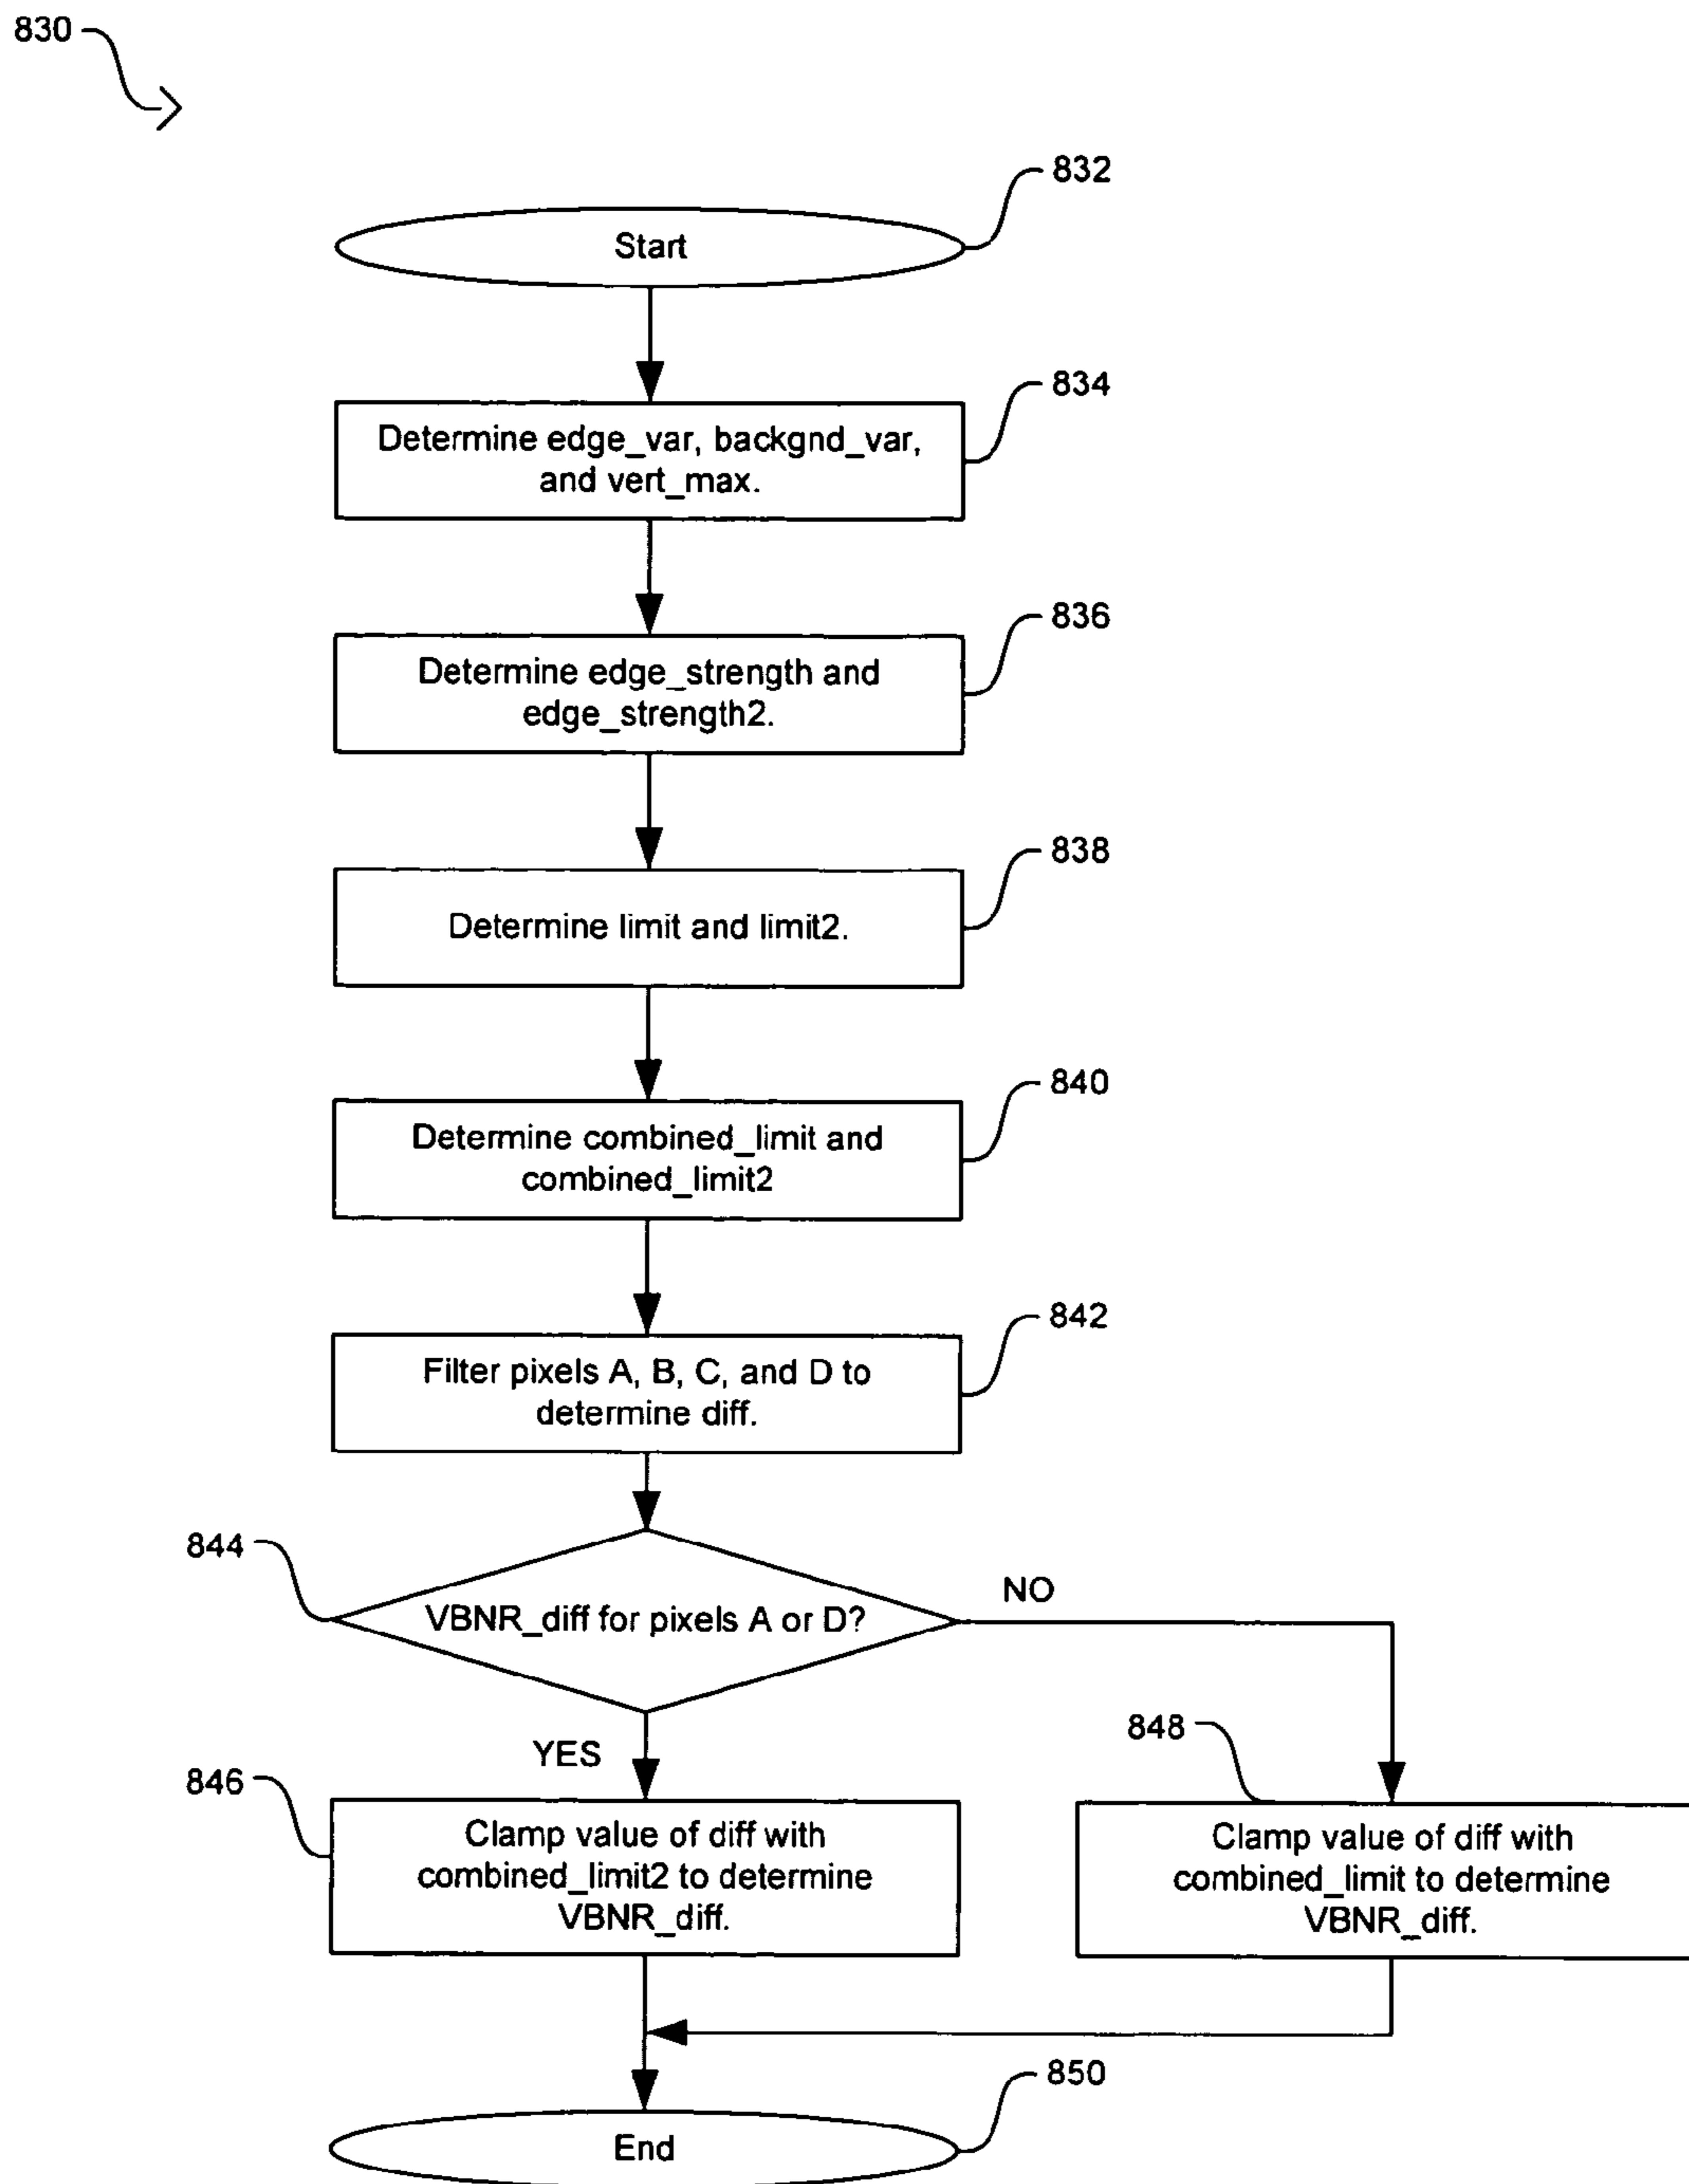 830
832
Start
834
Determine edge_var, backgnd_var,
and vert_max.
836
Determine edge_strength and
edge_strength2.
838
Determine limit and limit2.
840
Determine combined_limit and
combined_limit2
842
Filter pixels A, B, C, and D to
determine diff.
844
VBNR_diff for pixels A or D?
NO
YES
846
Clamp value of diff with
combined_limit2 to determine
VBNR_diff.
848
Clamp value of diff with
combined_limit to determine
VBNR_diff.
850
End